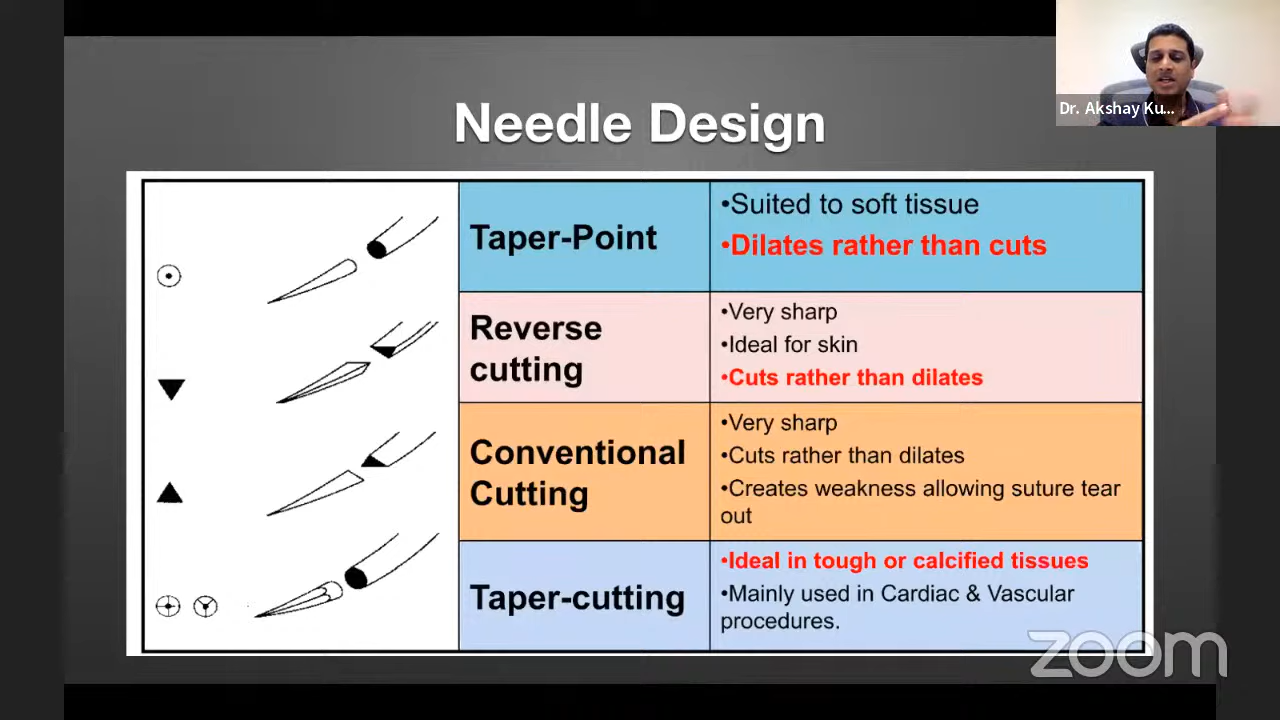 Dr. Akshay Ku...
Needle Design
Taper-Point
•Suited to soft tissue
•Dilates rather than cuts
Reverse
cutting
•Very sharp
•Ideal for skin
•Cuts rather than dilates
Conventional
Cutting
•Very sharp
•Cuts rather than dilates
•Creates weakness allowing suture tear
out
Taper-cutting
•Ideal in tough or calcified tissues
•Mainly used in Cardiac & Vascular
procedures.
zoom